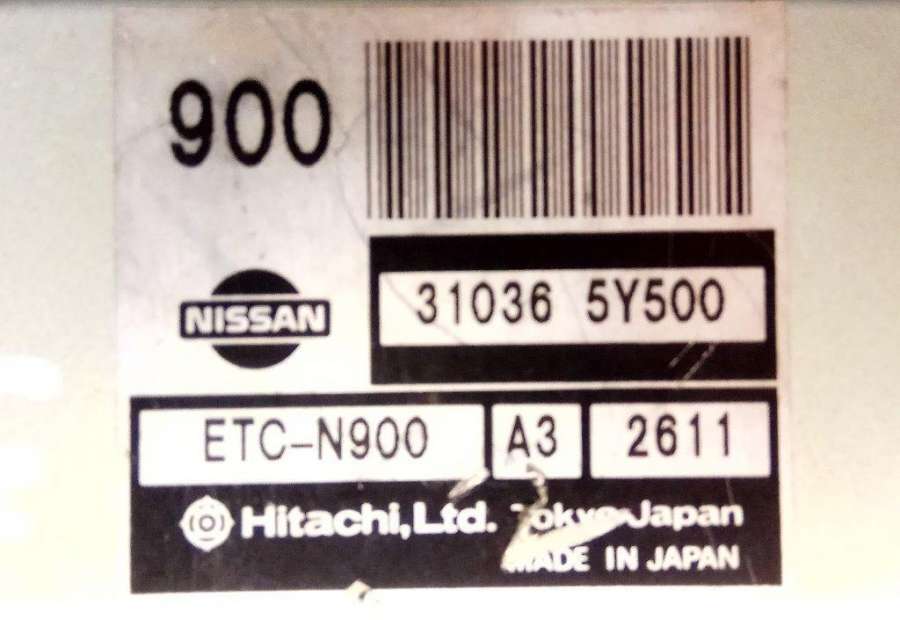 900
NISSAN
31036 5Y500
ETC-N900 A3 2611
Hitachi,Ltd. Tokyo Japan
MADE IN JAPAN